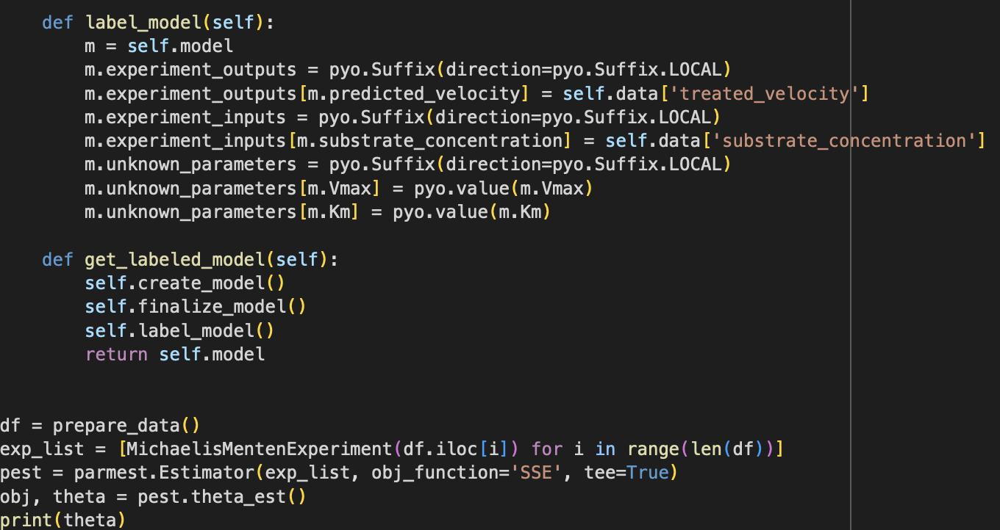 def label_model(self):
m = self.model
m.experiment_outputs = pyo.Suffix(direction=pyo.Suffix.LOCAL)
m.experiment_outputs[m.predicted_velocity] = self.data['treated_velocity']
m.experiment_inputs = pyo.Suffix(direction=pyo.Suffix.LOCAL)
m.experiment_inputs[m.substrate_concentration] = self.data['substrate_concentration']
m.unknown_parameters = pyo.Suffix(direction=pyo.Suffix.LOCAL)
m.unknown_parameters[m.Vmax] = pyo.value(m.Vmax)
m.unknown_parameters[m.Km] = pyo.value(m.Km)
def get_labeled_model(self):
self.create_model()
self.finalize_model()
self.label_model()
return self.model
df = prepare_data()
exp_list = [MichaelisMentenExperiment(df.iloc[i]) for i in range(len(df))]
pest = parmest.Estimator(exp_list, obj_function='SSE', tee=True)
obj, theta = pest.theta_est()
print(theta)